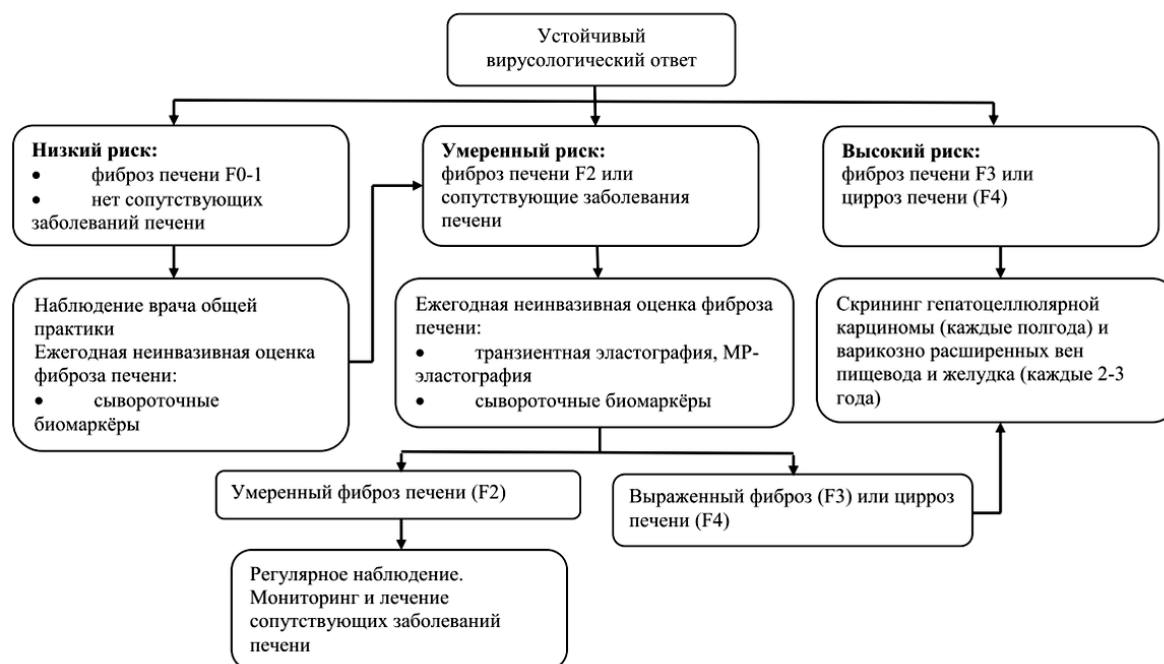 Устойчивый
вирусологический ответ
Низкий риск:
• фиброз печени F0-1
• нет сопутствующих
заболеваний печени
Умеренный риск:
фиброз печени F2 или
сопутствующие заболевания
печени
Высокий риск:
фиброз печени F3 или
цирроз печени (F4)
Наблюдение врача общей
практики
Ежегодная неинвазивная оценка
фиброза печени:
• сывороточные
биомаркёры
Ежегодная неинвазивная оценка фиброза
печени:
• транзиентная эластография, МР-
эластография
• сывороточные биомаркёры
Скрининг гепатоцеллюлярной
карциномы (каждые полгода) и
варикозно расширенных вен
пищевода и желудка (каждые 2-3
года)
Умеренный фиброз печени (F2)
Выраженный фиброз (F3) или цирроз
печени (F4)
Регулярное наблюдение.
Мониторинг и лечение
сопутствующих заболеваний
печени